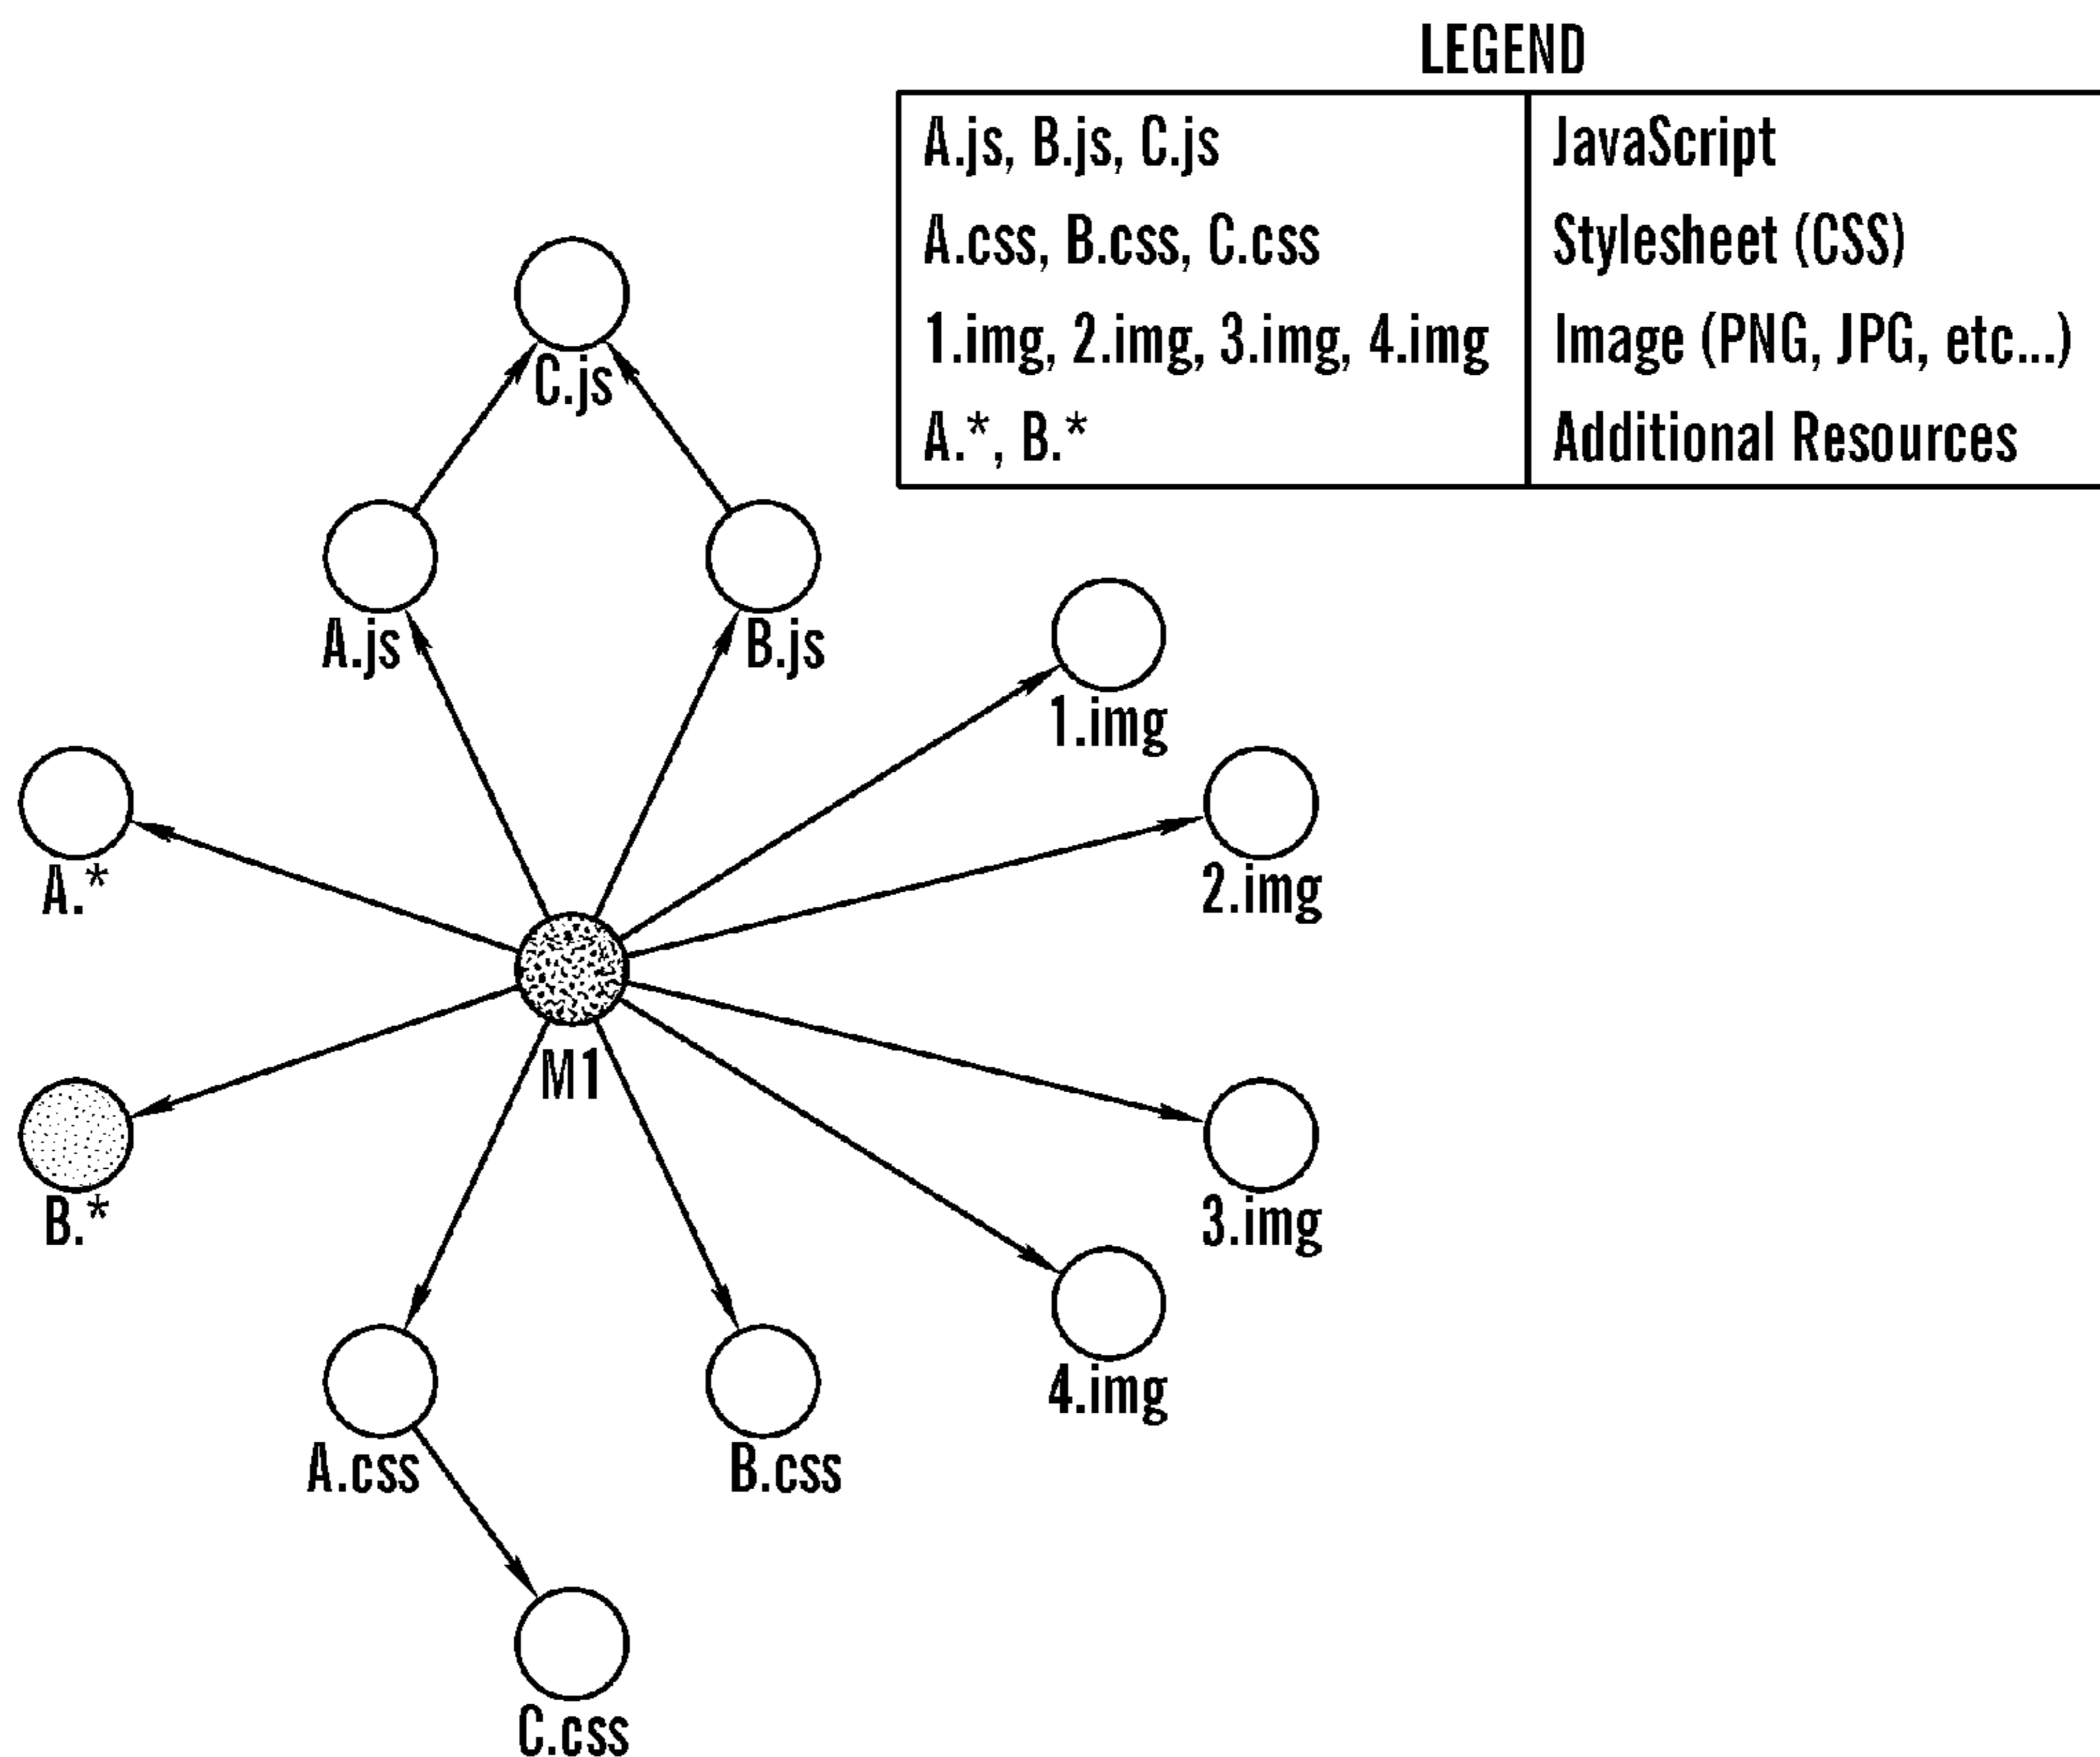 LEGEND
A.js, B.js, C.js JavaScript
A.css, B.css, C.css Stylesheet (CSS)
1.img, 2.img, 3.img, 4.img Image (PNG, JPG, etc...)
A.*, B.* Additional Resources
C.js
A.js
B.js
1.img
A.*
2.img
M1
B.*
3.img
4.img
A.css
B.css
C.css